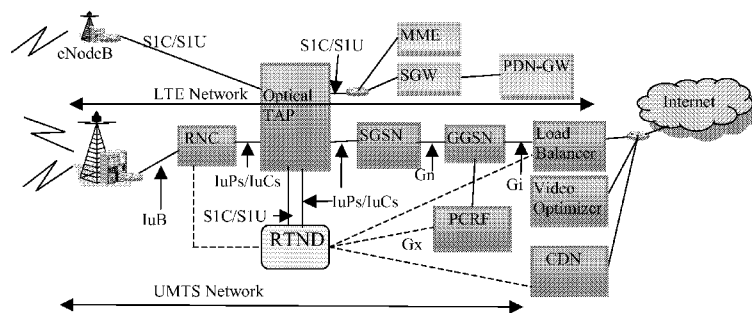 S1C/S1U
S1C/S1U
MME
eNodeB
SGW
PDN-GW
Optical
TAP
LTE Network
Internet
RNC
SGSN
GGSN
Load
Balancer
IuPs/IuCs
Gn
Gi
IuB
IuPs/IuCs
Video
Optimizer
S1C/S1U
RTND
PCRF
Gx
CDN
UMTS Network